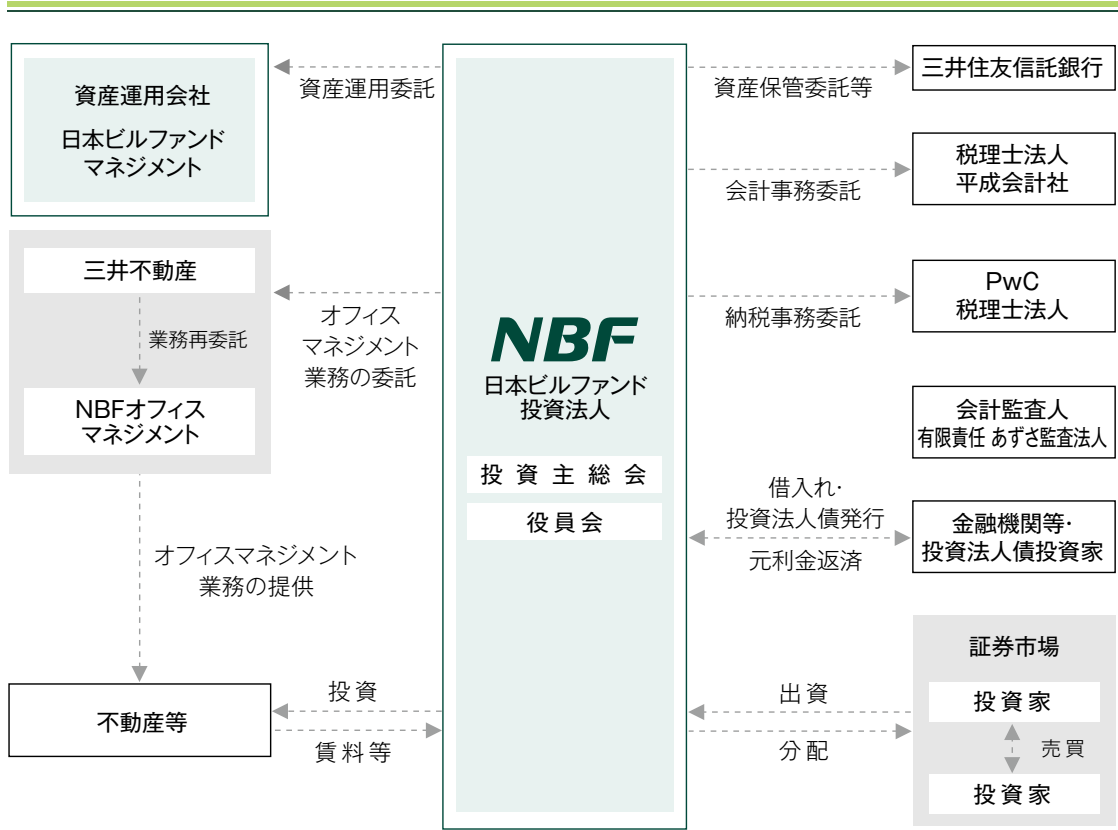 資産運用会社
日本ビルファンド
マネジメント
資産運用委託
三井不動産
業務再委託
NBFオフィス
マネジメント
オフィス
マネジメント
業務の委託
オフィスマネジメント
業務の提供
不動産等
投資
賃料等
NBF
日本ビルファンド
投資法人
投資主総会
役員会
資産保管委託等
三井住友信託銀行
会計事務委託
税理士法人
平成会計社
納税事務委託
PwC
税理士法人
会計監査人
有限責任 あずさ監査法人
借入れ・
投資法人債発行
元利金返済
金融機関等・
投資法人債投資家
出資
分配
証券市場
投資家
売買
投資家